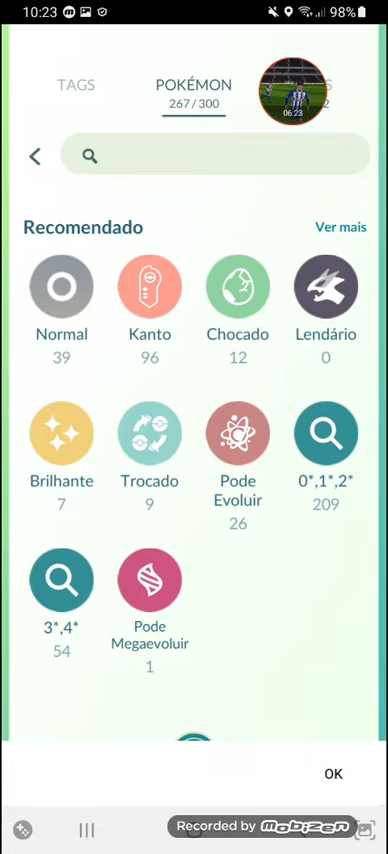 10:23
98%
TAGS
POKÉMON
267 / 300
S
2
06:23
Recomendado
Ver mais
Normal
39
Kanto
96
Chocado
12
Lendário
0
Brilhante
7
Trocado
9
Pode
Evoluir
26
0*,1*,2*
209
3*,4*
54
Pode
Megaevoluir
1
OK
Recorded by Mobizen